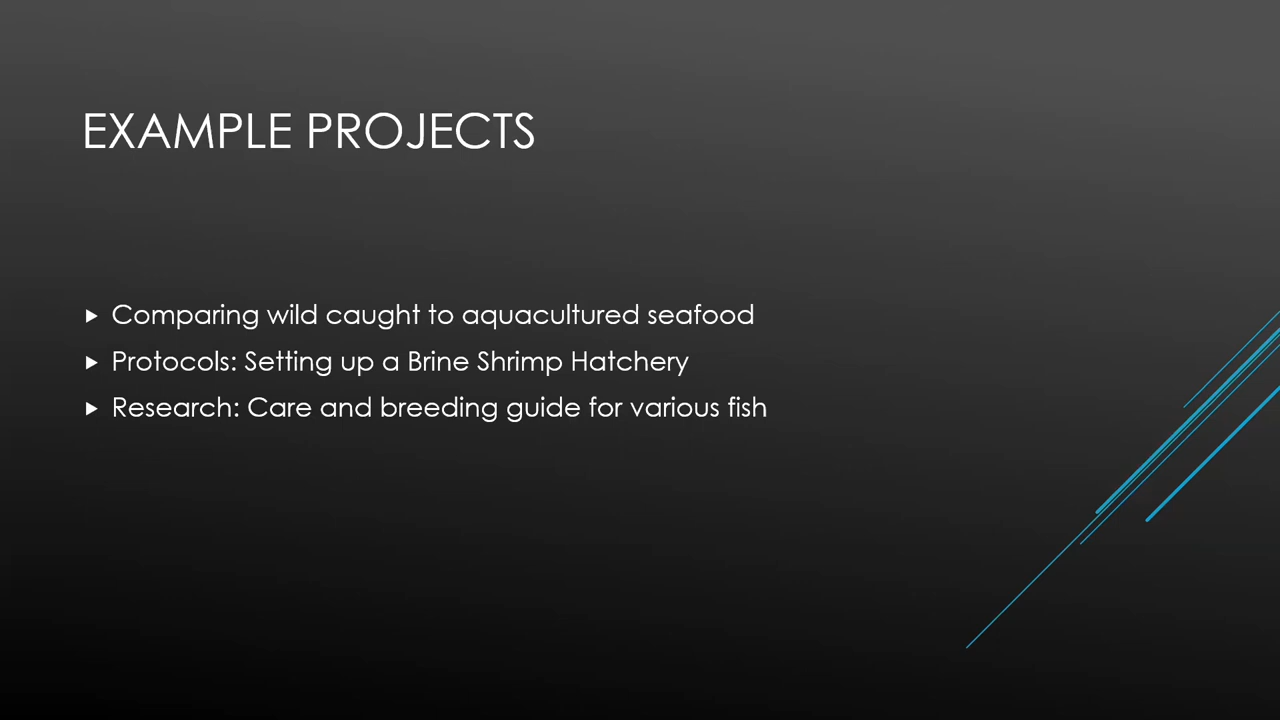 EXAMPLE PROJECTS
Comparing wild caught to aquacultured seafood
Protocols: Setting up a Brine Shrimp Hatchery
Research: Care and breeding guide for various fish